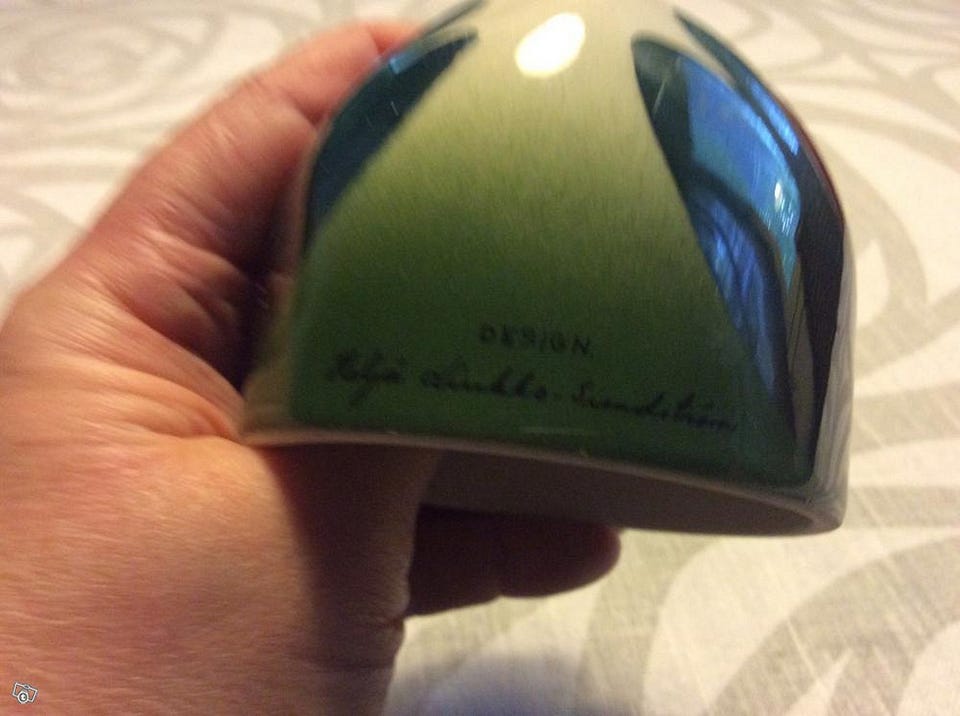 DESIGN
Heljä Liukko-Sundström